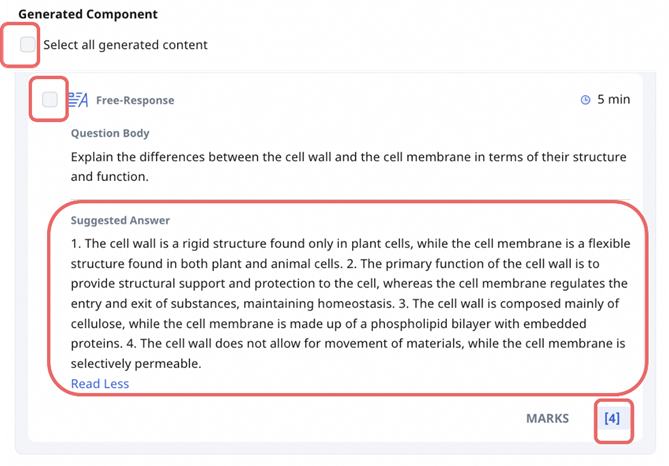 Generated Component
Select all generated content
Free-Response
5 min
Question Body
Explain the differences between the cell wall and the cell membrane in terms of their structure
and function.
Suggested Answer
1. The cell wall is a rigid structure found only in plant cells, while the cell membrane is a flexible
structure found in both plant and animal cells. 2. The primary function of the cell wall is to
provide structural support and protection to the cell, whereas the cell membrane regulates the
entry and exit of substances, maintaining homeostasis. 3. The cell wall is composed mainly of
cellulose, while the cell membrane is made up of a phospholipid bilayer with embedded
proteins. 4. The cell wall does not allow for movement of materials, while the cell membrane is
selectively permeable.
Read Less
MARKS [4]